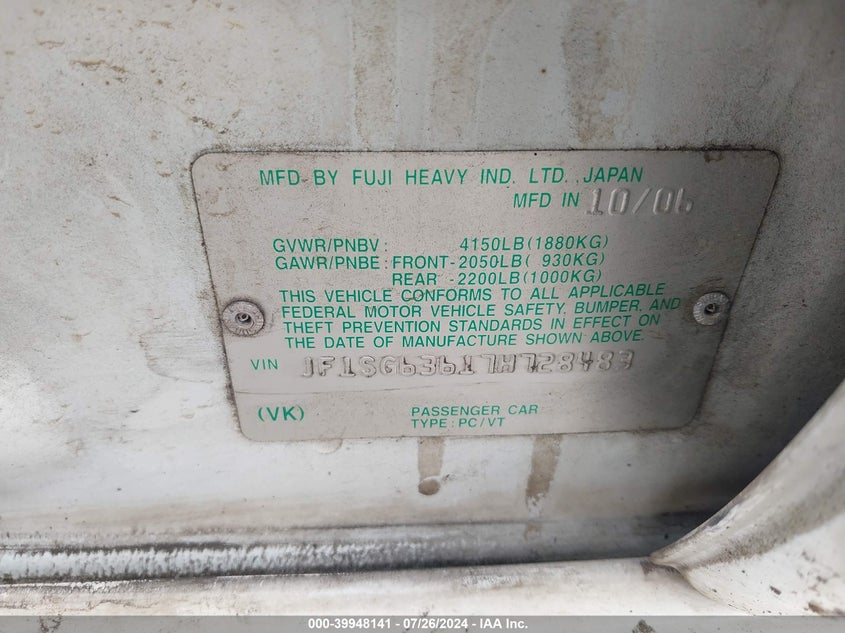 MFD. BY FUJI HEAVY IND. LTD., JAPAN
MFD IN 10/06
GVWR/PNBV : 4150LB(1880KG)
GAWR/PNBE : FRONT-2050LB( 930KG)
REAR -2200LB(1000KG)
THIS VEHICLE CONFORMS TO ALL APPLICABLE
FEDERAL MOTOR VEHICLE SAFETY, BUMPER, AND
THEFT PREVENTION STANDARDS IN EFFECT ON
THE DATE OF MANUFACTURE SHOWN ABOVE.
VIN JF1SG63617H728483
(VK) PASSENGER CAR
TYPE : PC/VT
000-39948141 - 07/26/2024 - IAA Inc.